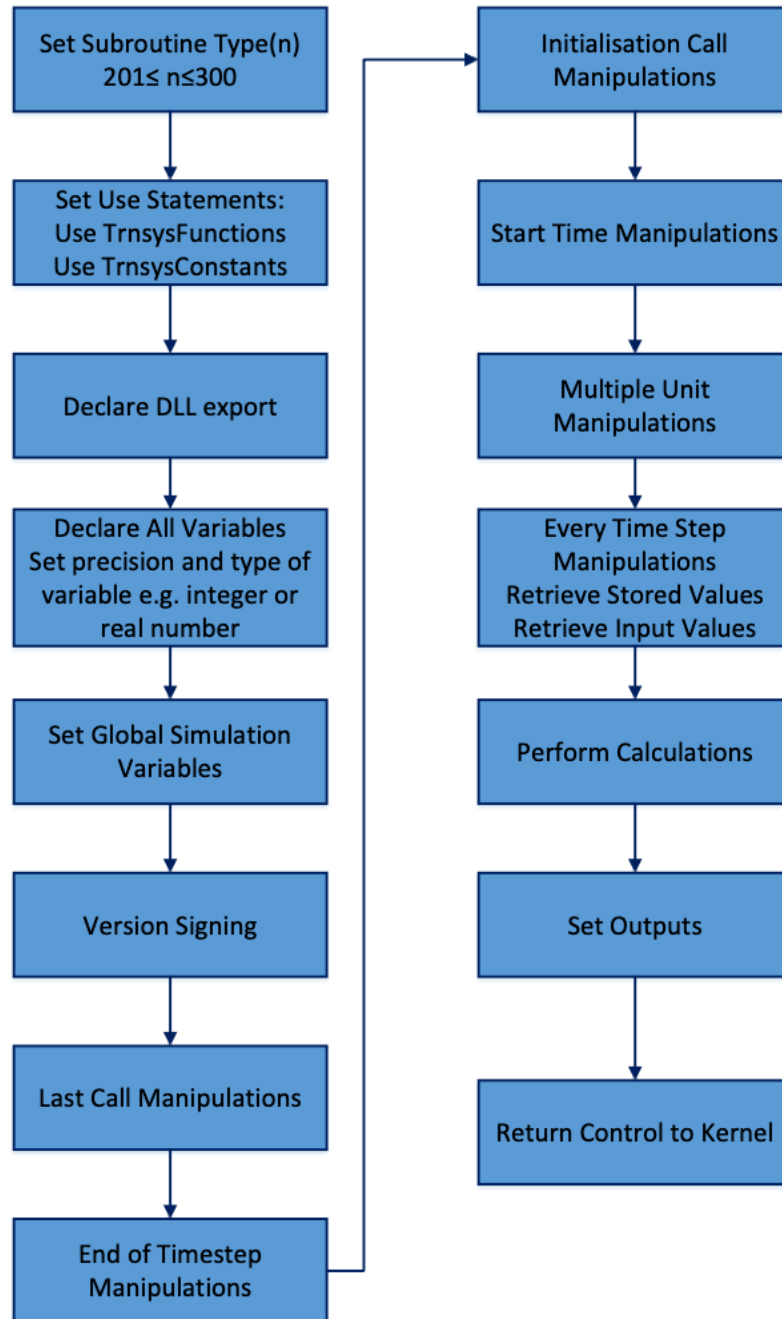 Set Subroutine Type(n)
201≤ n≤300
Set Use Statements:
Use TrnsysFunctions
Use TrnsysConstants
Declare DLL export
Declare All Variables
Set precision and type of
variable e.g. integer or
real number
Set Global Simulation
Variables
Version Signing
Last Call Manipulations
End of Timestep
Manipulations
Initialisation Call
Manipulations
Start Time Manipulations
Multiple Unit
Manipulations
Every Time Step
Manipulations
Retrieve Stored Values
Retrieve Input Values
Perform Calculations
Set Outputs
Return Control to Kernel